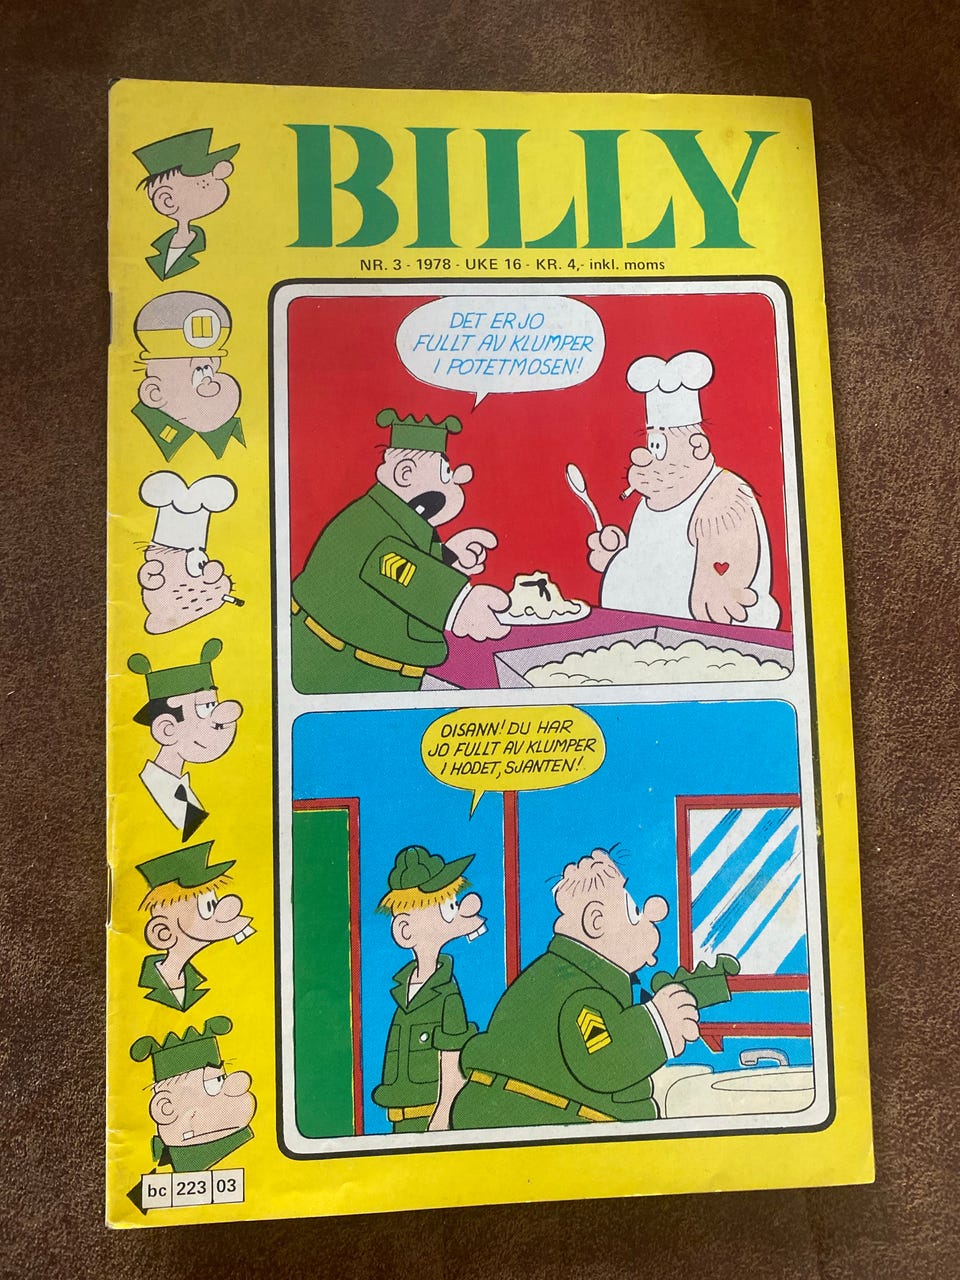 BILLY
NR. 3 - 1978 - UKE 16 - KR. 4,- inkl. moms
DET ER JO
FULLT AV KLUMPER
I POTETMOSEN!
OISANN! DU HAR
JO FULLT AV KLUMPER
I HODET, SJANTEN!
bc 223 03